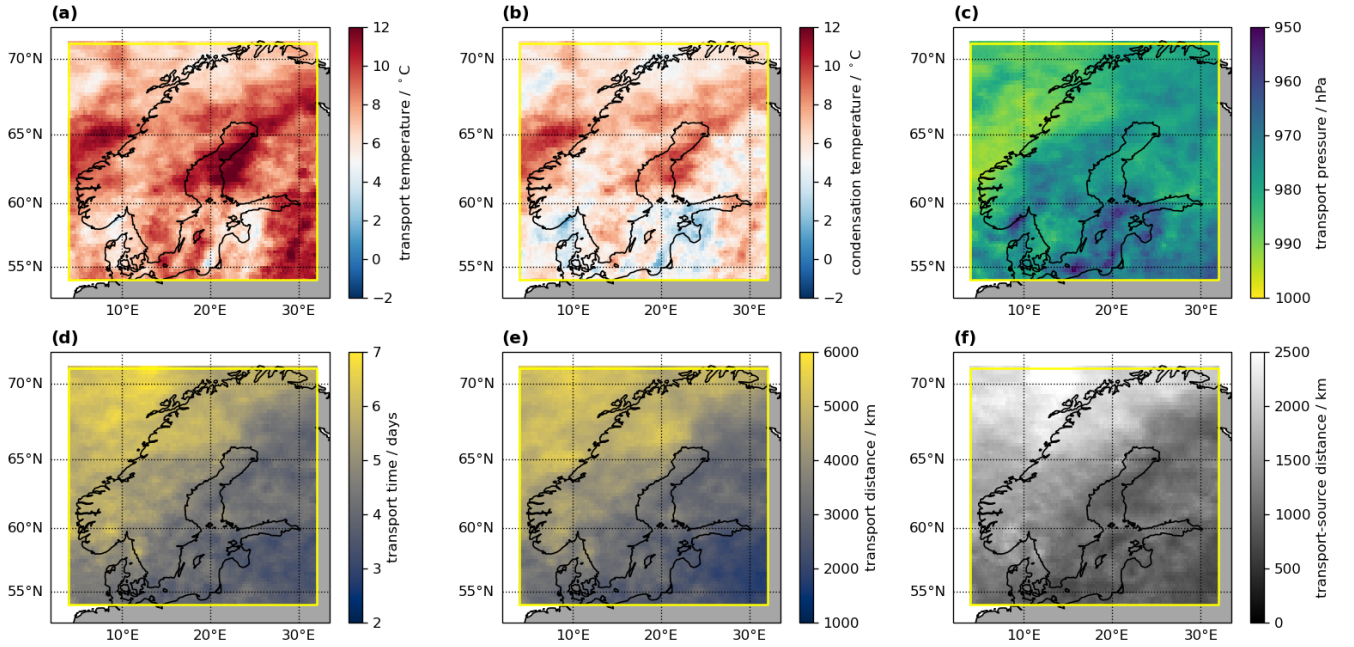 (a)
70°N
65°N
60°N
55°N
10°E 20°E 30°E
12
10
8
6
4
2
0
−2
transport temperature / °C
(b)
10°E 20°E 30°E
12
10
8
6
4
2
0
−2
condensation temperature / °C
(c)
70°N
65°N
60°N
55°N
10°E 20°E 30°E
950
960
970
980
990
1000
transport pressure / hPa
(d)
70°N
65°N
60°N
55°N
10°E 20°E 30°E
7
6
5
4
3
2
transport time / days
(e)
70°N
65°N
60°N
55°N
10°E 20°E 30°E
6000
5000
4000
3000
2000
1000
transport distance / km
(f)
70°N
65°N
60°N
55°N
10°E 20°E 30°E
2500
2000
1500
1000
500
0
transport-source distance / km